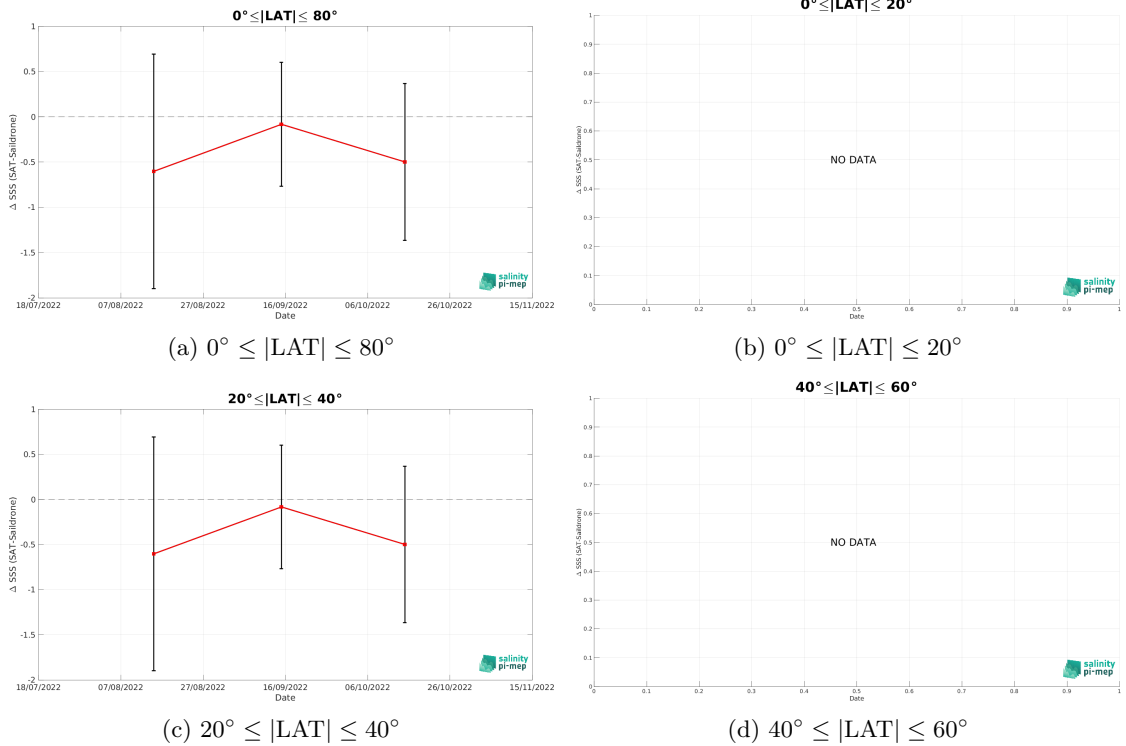 0°≤|LAT|≤ 80°
1
0.5
0
-0.5
-1
-1.5
-2
Δ SSS (SAT-Saildrone)
18/07/2022 07/08/2022 27/08/2022 16/09/2022 06/10/2022 26/10/2022 15/11/2022
Date
salinity
pi-mep
(a) 0° ≤ |LAT| ≤ 80°
0°≤|LAT|≤ 20°
1
0.9
0.8
0.7
0.6
0.5
0.4
0.3
0.2
0.1
0
Δ SSS (SAT-Saildrone)
NO DATA
0 0.1 0.2 0.3 0.4 0.5 0.6 0.7 0.8 0.9 1
Date
salinity
pi-mep
(b) 0° ≤ |LAT| ≤ 20°
20°≤|LAT|≤ 40°
1
0.5
0
-0.5
-1
-1.5
-2
Δ SSS (SAT-Saildrone)
18/07/2022 07/08/2022 27/08/2022 16/09/2022 06/10/2022 26/10/2022 15/11/2022
Date
salinity
pi-mep
(c) 20° ≤ |LAT| ≤ 40°
40°≤|LAT|≤ 60°
1
0.9
0.8
0.7
0.6
0.5
0.4
0.3
0.2
0.1
0
Δ SSS (SAT-Saildrone)
NO DATA
0 0.1 0.2 0.3 0.4 0.5 0.6 0.7 0.8 0.9 1
Date
salinity
pi-mep
(d) 40° ≤ |LAT| ≤ 60°